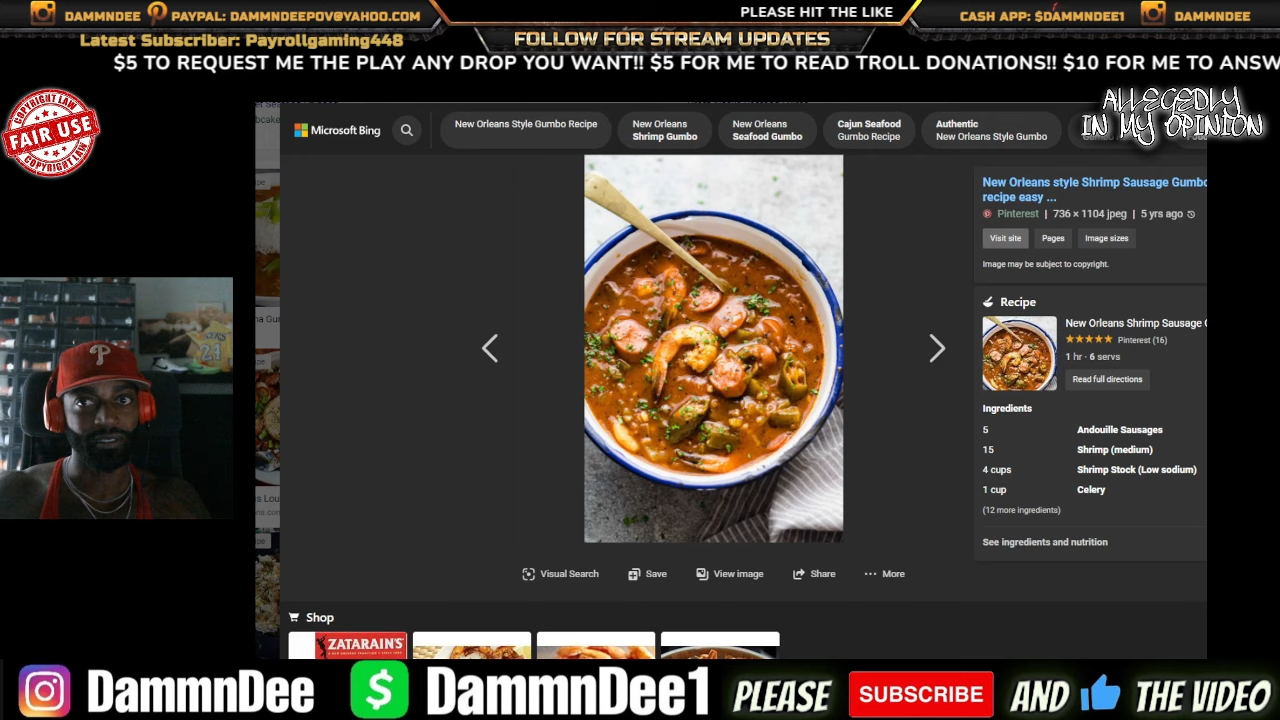 DAMMNDEE PAYPAL: DAMMNDEEPOV@YAHOO.COM
PLEASE HIT THE LIKE
CASH APP: $DAMMNDEE1 DAMMNDEE
Latest Subscriber: Payrollgaming448
FOLLOW FOR STREAM UPDATES
$5 TO REQUEST ME THE PLAY ANY DROP YOU WANT!! $5 FOR ME TO READ TROLL DONATIONS!! $10 FOR ME TO ANSW
COPYRIGHT LAW
FAIR USE
COPYRIGHT LAW
ALLEGEDLY
IN MY OPINION
Microsoft Bing
New Orleans Style Gumbo Recipe
New Orleans
Shrimp Gumbo
New Orleans
Seafood Gumbo
Cajun Seafood
Gumbo Recipe
Authentic
New Orleans Style Gumbo
New Orleans style Shrimp Sausage Gumbo
recipe easy ...
Pinterest | 736 × 1104 jpeg | 5 yrs ago
Visit site
Pages
Image sizes
Image may be subject to copyright.
Recipe
New Orleans Shrimp Sausage
Pinterest (16)
1 hr · 6 servs
Read full directions
Ingredients
5 Andouille Sausages
15 Shrimp (medium)
4 cups Shrimp Stock (Low sodium)
1 cup Celery
(12 more ingredients)
See ingredients and nutrition
24
Visual Search
Save
View image
Share
More
Shop
ZATARAIN'S
DammnDee
DammnDee1
PLEASE SUBSCRIBE AND THE VIDEO